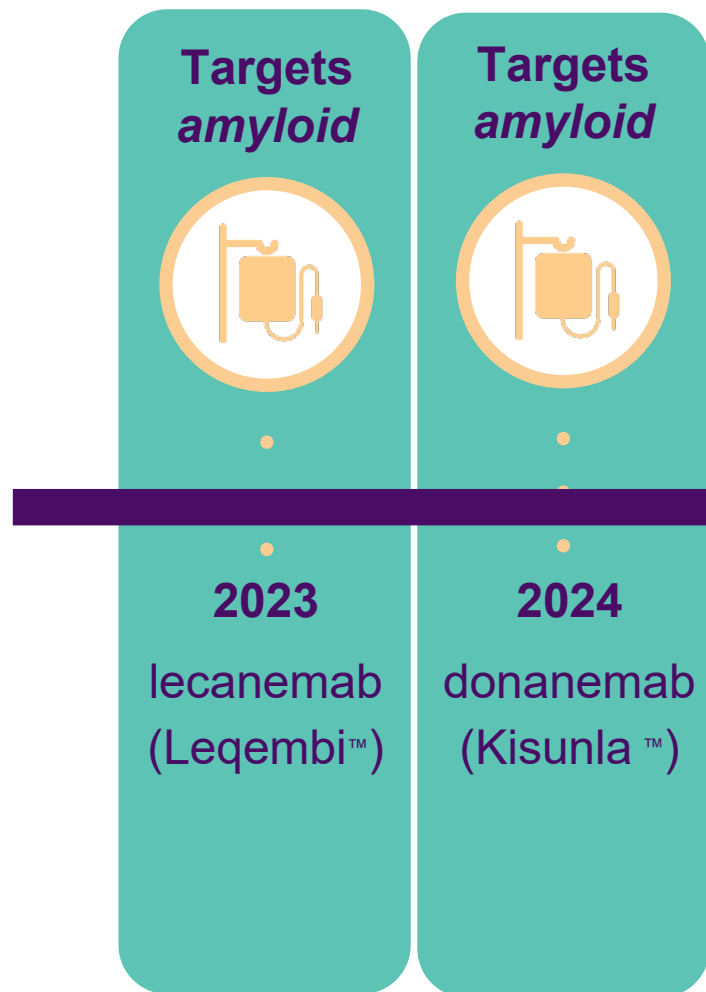 Targets
amyloid
2023
lecanemab
(Leqembi™)
Targets
amyloid
2024
donanemab
(Kisunla ™)